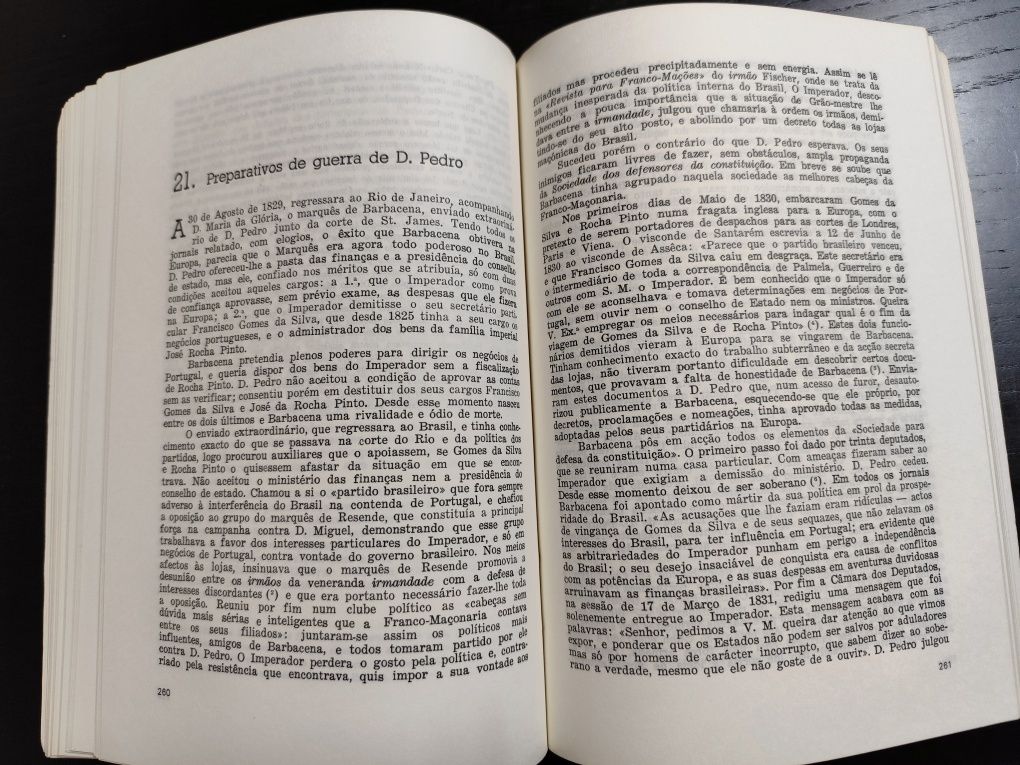 21. Preparativos de guerra de D. Pedro
A 30 de Agosto de 1829, regressara ao Rio de Janeiro, acompanhando
D. Maria da Glória, o marquês de Barbacena, enviado extraordi-
rio de D. Pedro junto da corte de St. James. Tendo todos os
jornais relatado, com elogios, o êxito que Barbacena obtivera na
Europa, parecia que o Marquês era agora todo poderoso no Brasil.
D. Pedro ofereceu-lhe a pasta das finanças e a presidência do conselho
de estado, mas ele, confiado nos méritos que se atribuía, só com duas
condições aceitou aqueles cargos: a 1.ª, que o Imperador como prova
de confiança aprovasse, sem prévio exame, as despesas que ele fizera
na Europa; a 2.ª, que o Imperador demitisse o seu secretário parti-
cular Francisco Gomes da Silva, que desde 1825 tinha a seu cargo os
negócios portugueses, e o administrador dos bens da família imperial
José Rocha Pinto.
Barbacena pretendia plenos poderes para dirigir os negócios de
Portugal, e queria dispor dos bens do Imperador sem a fiscalização
de Rocha Pinto. D. Pedro não aceitou a condição de aprovar as contas
sem as verificar; consentiu porém em destituir dos seus cargos Francisco
Gomes da Silva e José da Rocha Pinto. Desde esse momento nasceu
entre os dois últimos e Barbacena uma rivalidade e ódio de morte.
O enviado extraordinário, que regressara ao Brasil, e tinha conhe-
cimento exacto do que se passava na corte do Rio e da política dos
partidos, logo procurou auxiliares que o apoiassem, se Gomes da Silva
e Rocha Pinto o quisessem afastar da situação em que se encon-
trava. Não aceitou o ministério das finanças nem a presidência do
conselho de estado. Chamou a si o «partido brasileiro» que fora sempre
adverso à interferência do Brasil na contenda de Portugal, e chefiou
a oposição ao grupo do marquês de Resende, que constituía a principal
força na campanha contra D. Miguel, demonstrando que esse grupo
trabalhava a favor dos interesses particulares do Imperador, e só em
negócios de Portugal, contra vontade do governo brasileiro. Nos meios
afectos às lojas, insinuava que o marquês de Resende promovia a
desunião entre os irmãos da veneranda irmandade com a defesa de
interesses discordantes (²) e que era portanto necessário fazer-lhe toda
a oposição. Reuniu por fim num clube político as «cabeças sem
dúvida mais sérias e inteligentes que a Franco-Maçonaria contava
entre os seus filiados»: juntaram-se assim os políticos mais
influentes, amigos de Barbacena, e todos tomaram partido por ele
contra D. Pedro. O Imperador perdera o gosto pela política e, contra-
riado pela resistência que encontrava, quis impor a sua vontade aos
260
filiados mas procedeu precipitadamente e sem energia. Assim se lê
na «Revista para Franco-Mações» do irmão Fischer, onde se trata da
mudança inesperada da política interna do Brasil. O Imperador, desco-
nhecendo a pouca importância que a situação de Grão-mestre lhe
dava entre a irmandade, julgou que chamaria à ordem os irmãos, demi-
tindo-se do seu alto posto, e abolindo por um decreto todas as lojas
maçónicas do Brasil.
Sucedeu porém o contrário do que D. Pedro esperava. Os seus
inimigos ficaram livres de fazer, sem obstáculos, ampla propaganda
da Sociedade dos defensores da constituição. Em breve se soube que
Barbacena tinha agrupado naquela sociedade as melhores cabeças da
Franco-Maçonaria.
Nos primeiros dias de Maio de 1830, embarcaram Gomes da
Silva e Rocha Pinto numa fragata inglesa para a Europa, com o
pretexto de serem portadores de despachos para as cortes de Londres,
Paris e Viena. O visconde de Santarém escrevia a 12 de Junho de
1830 ao visconde de Assêca: «Parece que o partido brasileiro venceu,
e que Francisco Gomes da Silva caiu em desgraça. Este secretário era
o intermediário de toda a correspondência de Palmela, Guerreiro e de
outros com S. M. o Imperador. É bem conhecido que o Imperador só
com ele se aconselhava e tomava determinações em negócios de Por-
tugal, sem ouvir nem o conselho de Estado nem os ministros. Queira
V. Ex.ª empregar os meios necessários para indagar qual é o fim da
viagem de Gomes da Silva e de Rocha Pinto» (⁴). Estes dois funcio-
nários demitidos vieram à Europa para se vingarem de Barbacena.
Tinham conhecimento exacto do trabalho subterrâneo e da acção secreta
das lojas, não tiveram portanto dificuldade em descobrir certos docu-
mentos, que provavam a falta de honestidade de Barbacena (⁵). Envia-
ram estes documentos a D. Pedro que, num acesso de furor, desauto-
rizou publicamente a Barbacena, esquecendo-se que ele próprio, por
decretos, proclamações e nomeações, tinha aprovado todas as medidas,
adoptadas pelos seus partidários na Europa.
Barbacena pôs em acção todos os elementos da «Sociedade para
defesa da constituição». O primeiro passo foi dado por trinta deputados,
que se reuniram numa casa particular. Com ameaças fizeram saber ao
Imperador que exigiam a demissão do ministério. D. Pedro cedeu.
Desde esse momento deixou de ser soberano (⁶). Em todos os jornais
Barbacena foi apontado como mártir da sua política em prol da prospe-
ridade do Brasil. «As acusações que lhe faziam eram ridículas — actos
de vingança de Gomes da Silva e de seus sequazes, que não zelavam os
interesses do Brasil, para ter influência em Portugal; era evidente que
as arbitrariedades do Imperador punham em perigo a independência
do Brasil; o seu desejo insaciável de conquista era causa de conflitos
com as potências da Europa, e as suas despesas em aventuras duvidosas
arruinavam as finanças brasileiras». Por fim a Câmara dos Deputados,
na sessão de 17 de Março de 1831, redigiu uma mensagem que foi
solenemente entregue ao Imperador. Esta mensagem acabava com as
palavras: «Senhor, pedimos a V. M. queira dar atenção ao que vimos
expor, e ponderar que os Estados não podem ser salvos por aduladores
mas só por homens de carácter incorrupto, que sabem dizer ao sobe-
rano a verdade, mesmo que ele não goste de a ouvir». D. Pedro julgou
261